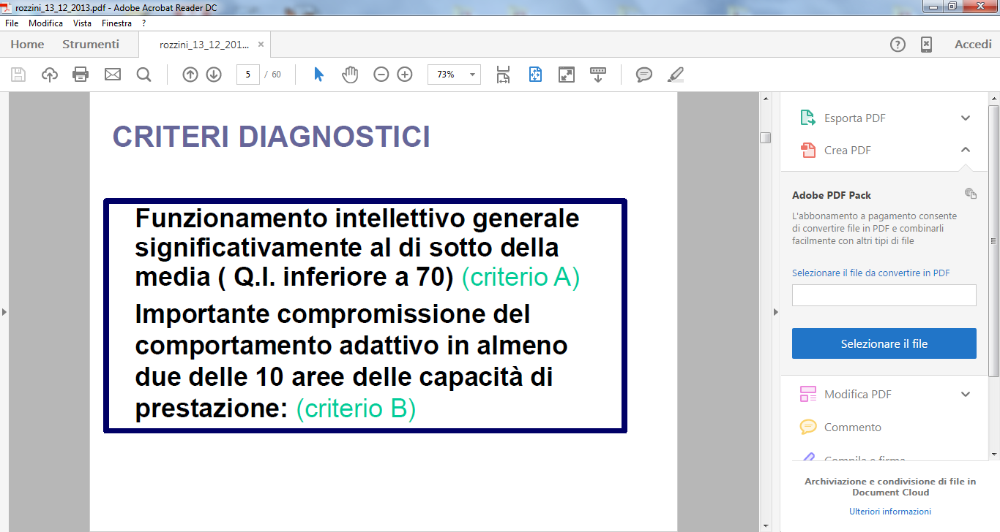 rozzini_13_12_2013.pdf - Adobe Acrobat Reader DC
File Modifica Vista Finestra ?
Home Strumenti rozzini_13_12_201... × ? Accedi
5 / 60 73%
CRITERI DIAGNOSTICI
Funzionamento intellettivo generale
significativamente al di sotto della
media ( Q.I. inferiore a 70) (criterio A)
Importante compromissione del
comportamento adattivo in almeno
due delle 10 aree delle capacità di
prestazione: (criterio B)
Esporta PDF
Crea PDF
Adobe PDF Pack
L'abbonamento a pagamento consente
di convertire file in PDF e combinarli
facilmente con altri tipi di file
Selezionare il file da convertire in PDF
Selezionare il file
Modifica PDF
Commento
Compila e firma
Archiviazione e condivisione di file in
Document Cloud
Ulteriori informazioni